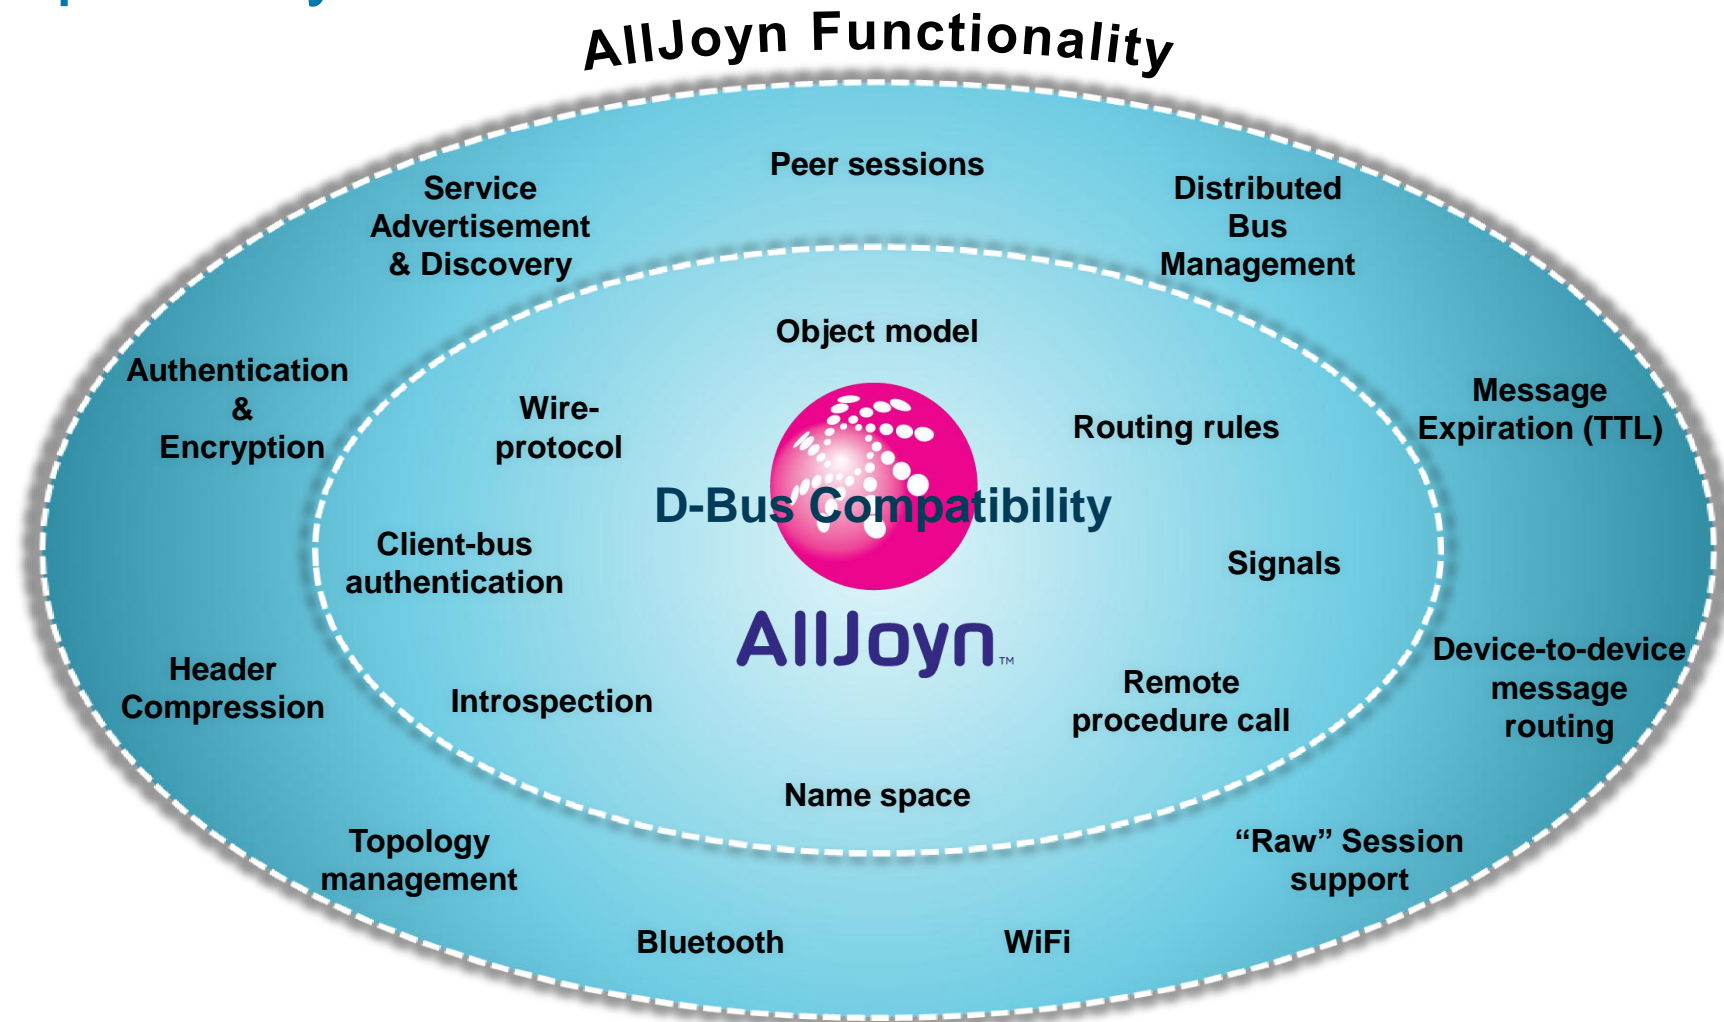 AllJoyn Functionality
Peer sessions
Service
Advertisement
& Discovery
Distributed
Bus
Management
Object model
Authentication
&
Encryption
Wire-
protocol
Routing rules
Message
Expiration (TTL)
D-Bus Compatibility
Client-bus
authentication
Signals
AllJoyn™
Header
Compression
Introspection
Remote
procedure call
Device-to-device
message
routing
Name space
Topology
management
“Raw” Session
support
Bluetooth
WiFi